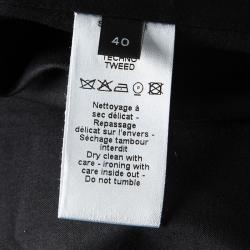 40
TECHNO
TWEED
Nettoyage à
sec délicat -
Repassage
délicat sur l'envers -
Séchage tambour
interdit
Dry clean with
care - ironing with
care inside out -
Do not tumble